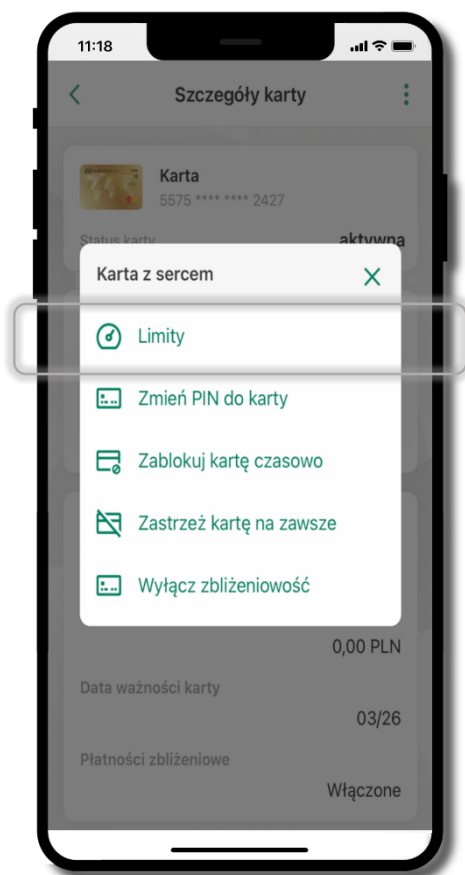 11:18
Szczegóły karty
Karta
5575 **** **** 2427
Status karty
aktywna
Karta z sercem
Limity
Zmień PIN do karty
Zablokuj kartę czasowo
Zastrzeż kartę na zawsze
Wyłącz zbliżeniowość
0,00 PLN
Data ważności karty
03/26
Płatności zbliżeniowe
Włączone